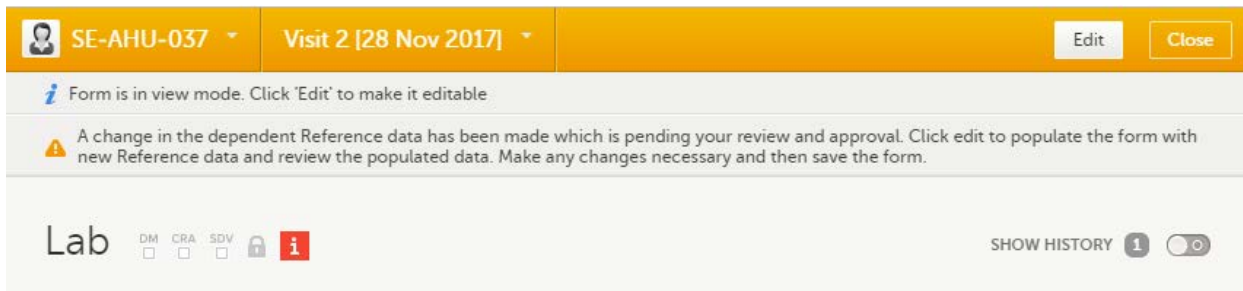 SE-AHU-037 Visit 2 [28 Nov 2017] Edit Close
i Form is in view mode. Click 'Edit' to make it editable
A change in the dependent Reference data has been made which is pending your review and approval. Click edit to populate the form with
new Reference data and review the populated data. Make any changes necessary and then save the form.
Lab DM CRA SDV i SHOW HISTORY 1